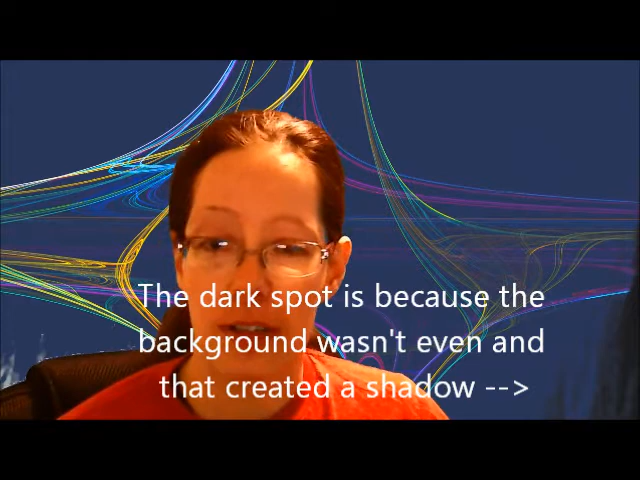 The dark spot is because the
background wasn't even and
that created a shadow -->